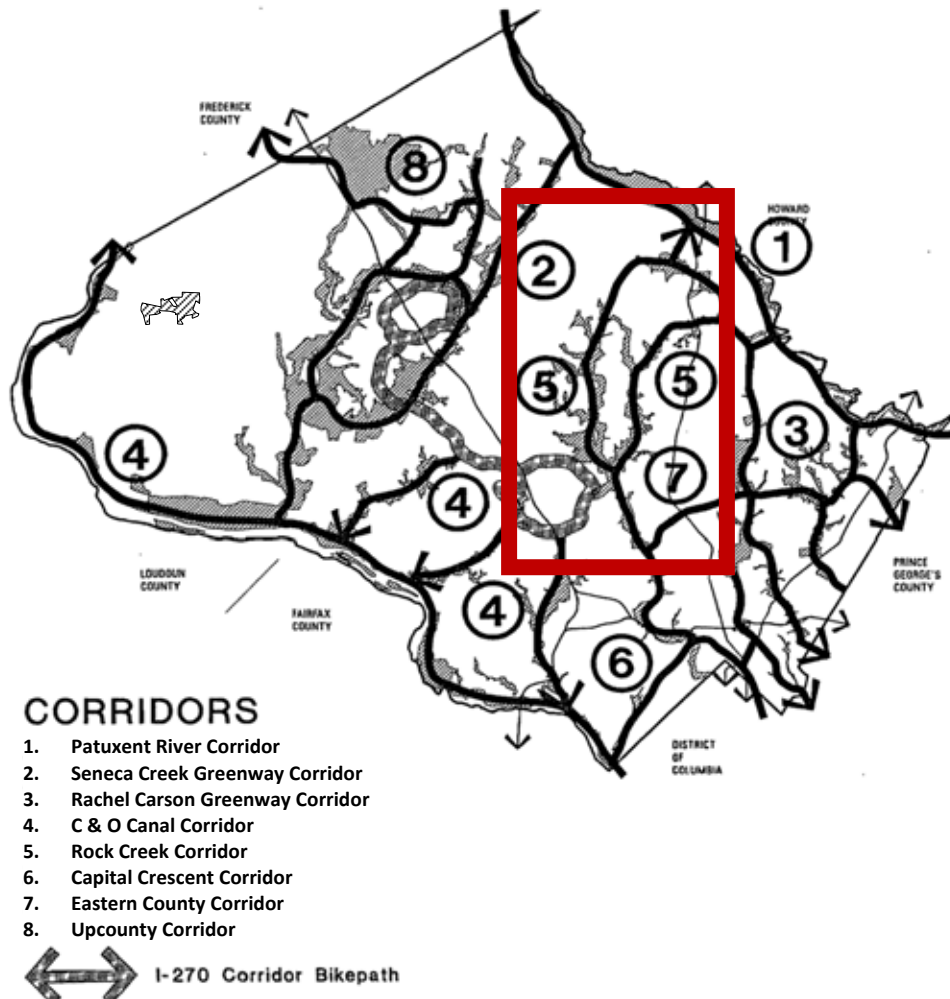 FREDERICK
COUNTY
8
HOWARD
1
2
5
5
3
4
7
4
LOUDOUN
COUNTY
PRINCE
GEORGE'S
COUNTY
FAIRFAX
COUNTY
4
6
CORRIDORS
DISTRICT
OF
COLUMBIA
1. Patuxent River Corridor
2. Seneca Creek Greenway Corridor
3. Rachel Carson Greenway Corridor
4. C & O Canal Corridor
5. Rock Creek Corridor
6. Capital Crescent Corridor
7. Eastern County Corridor
8. Upcounty Corridor
I-270 Corridor Bikepath